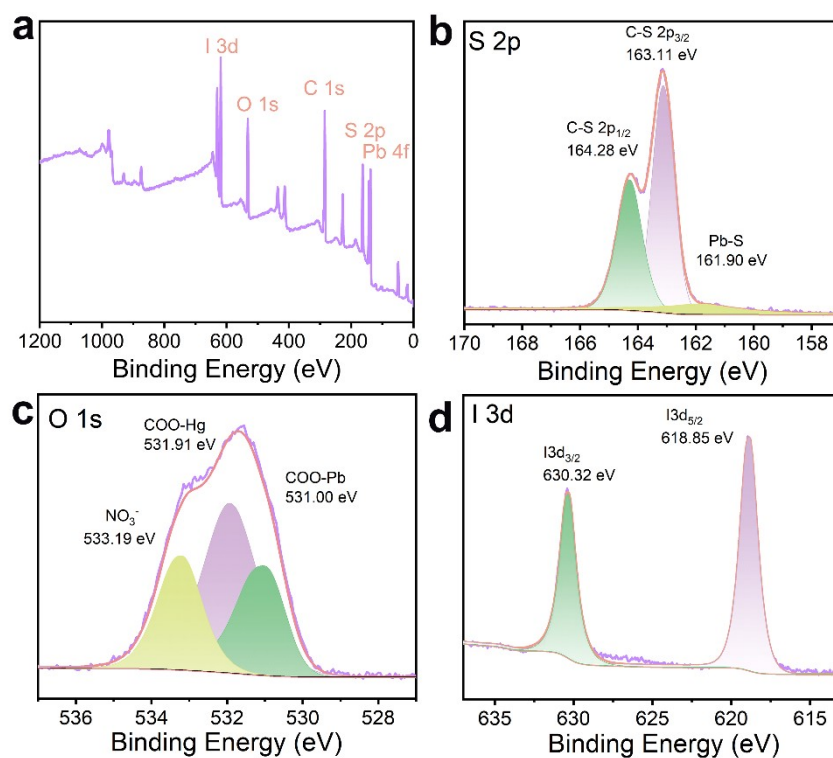 a
I 3d
O 1s
C 1s
S 2p
Pb 4f
1200 1000 800 600 400 200 0
Binding Energy (eV)
b
S 2p
C-S 2p3/2
163.11 eV
C-S 2p1/2
164.28 eV
Pb-S
161.90 eV
170 168 166 164 162 160 158
Binding Energy (eV)
c
O 1s
COO-Hg
531.91 eV
COO-Pb
531.00 eV
NO3-
533.19 eV
536 534 532 530 528
Binding Energy (eV)
d
I 3d
I3d5/2
618.85 eV
I3d3/2
630.32 eV
635 630 625 620 615
Binding Energy (eV)